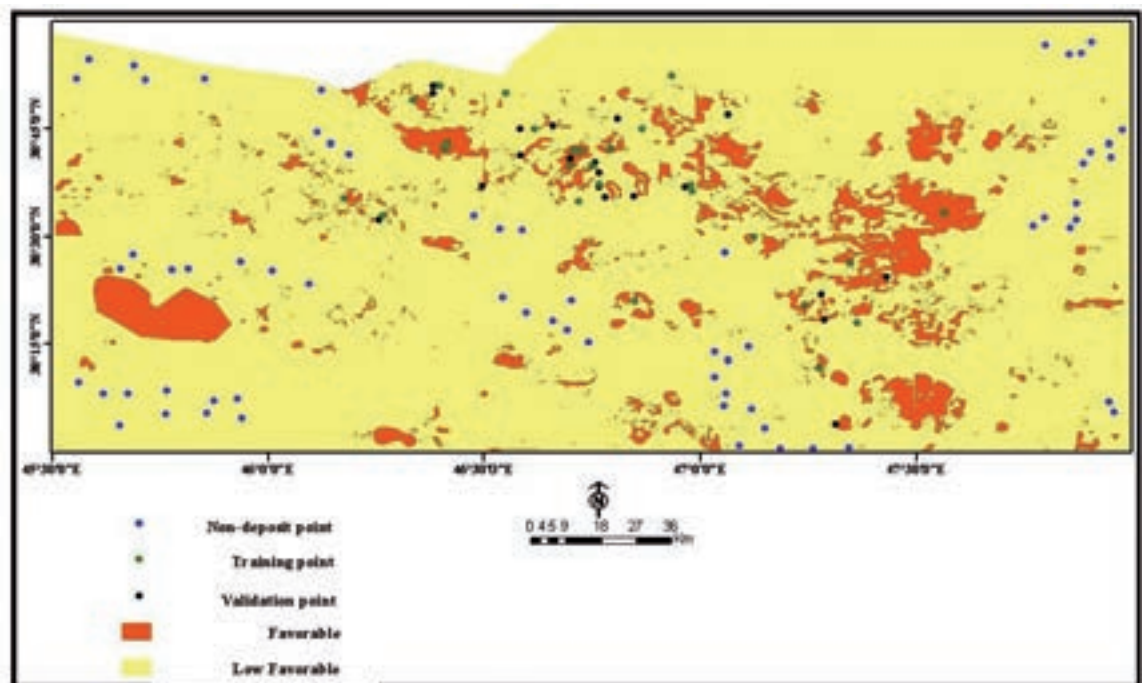 45°30'0"E
46°0'0"E
46°30'0"E
47°0'0"E
47°30'0"E
N
0 4.5 9 18 27 36
Km
Non-deposit point
Training point
Validation point
Favorable
Low Favorable